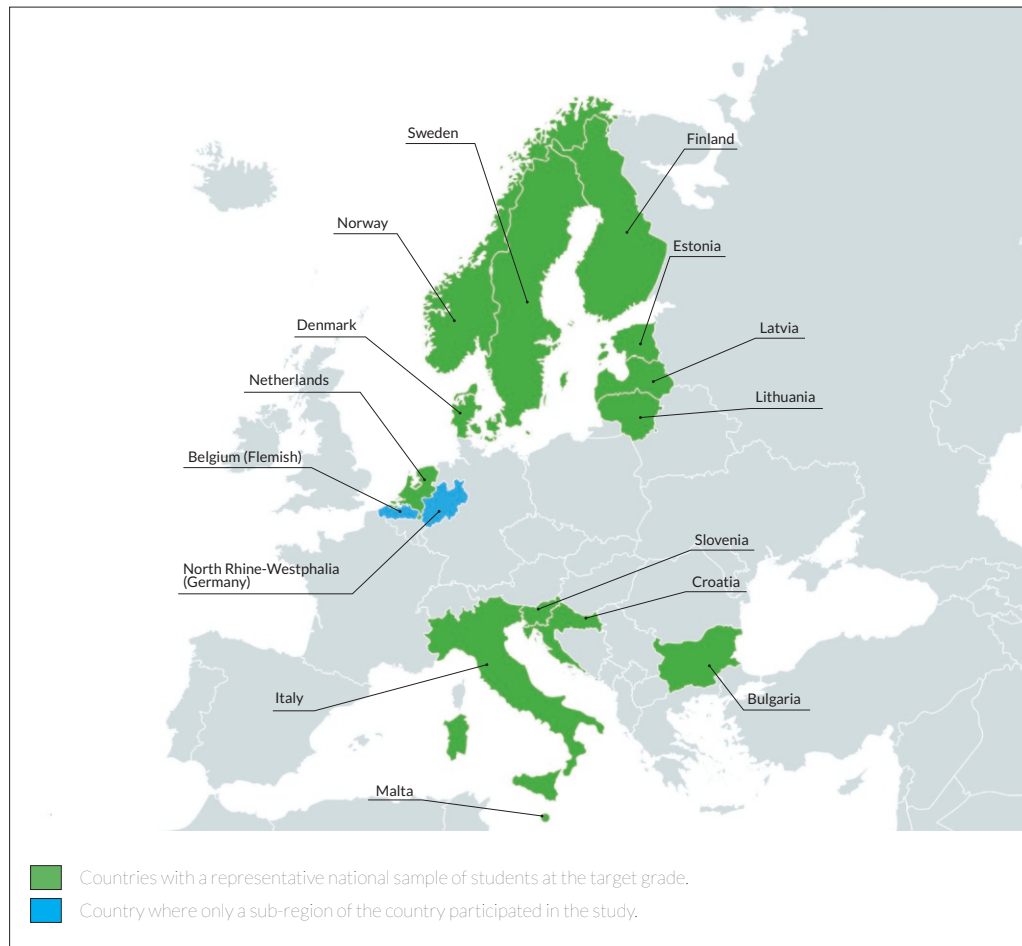 Sweden
Finland
Norway
Estonia
Denmark
Latvia
Netherlands
Lithuania
Belgium (Flemish)
Slovenia
North Rhine-Westphalia
(Germany)
Croatia
Italy
Bulgaria
Malta
Countries with a representative national sample of students at the target grade.
Country where only a sub-region of the country participated in the study.